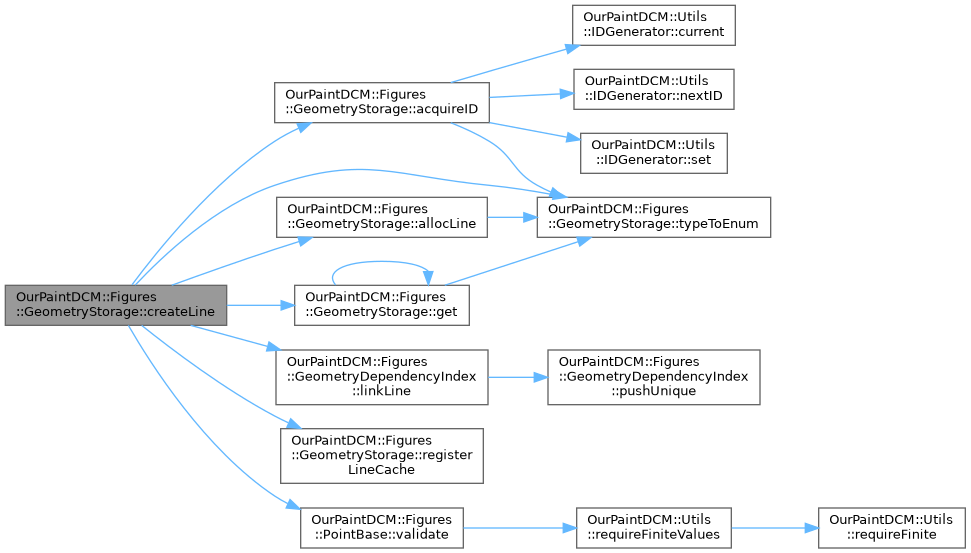 OurPaintDCM::Figures
::GeometryStorage::createLine
OurPaintDCM::Figures
::GeometryStorage::acquireID
OurPaintDCM::Utils
::IDGenerator::current
OurPaintDCM::Utils
::IDGenerator::nextID
OurPaintDCM::Utils
::IDGenerator::set
OurPaintDCM::Figures
::GeometryStorage::typeToEnum
OurPaintDCM::Figures
::GeometryStorage::allocLine
OurPaintDCM::Figures
::GeometryStorage::get
OurPaintDCM::Figures
::GeometryDependencyIndex
::linkLine
OurPaintDCM::Figures
::GeometryDependencyIndex
::pushUnique
OurPaintDCM::Figures
::GeometryStorage::register
LineCache
OurPaintDCM::Figures
::PointBase::validate
OurPaintDCM::Utils
::requireFiniteValues
OurPaintDCM::Utils
::requireFinite